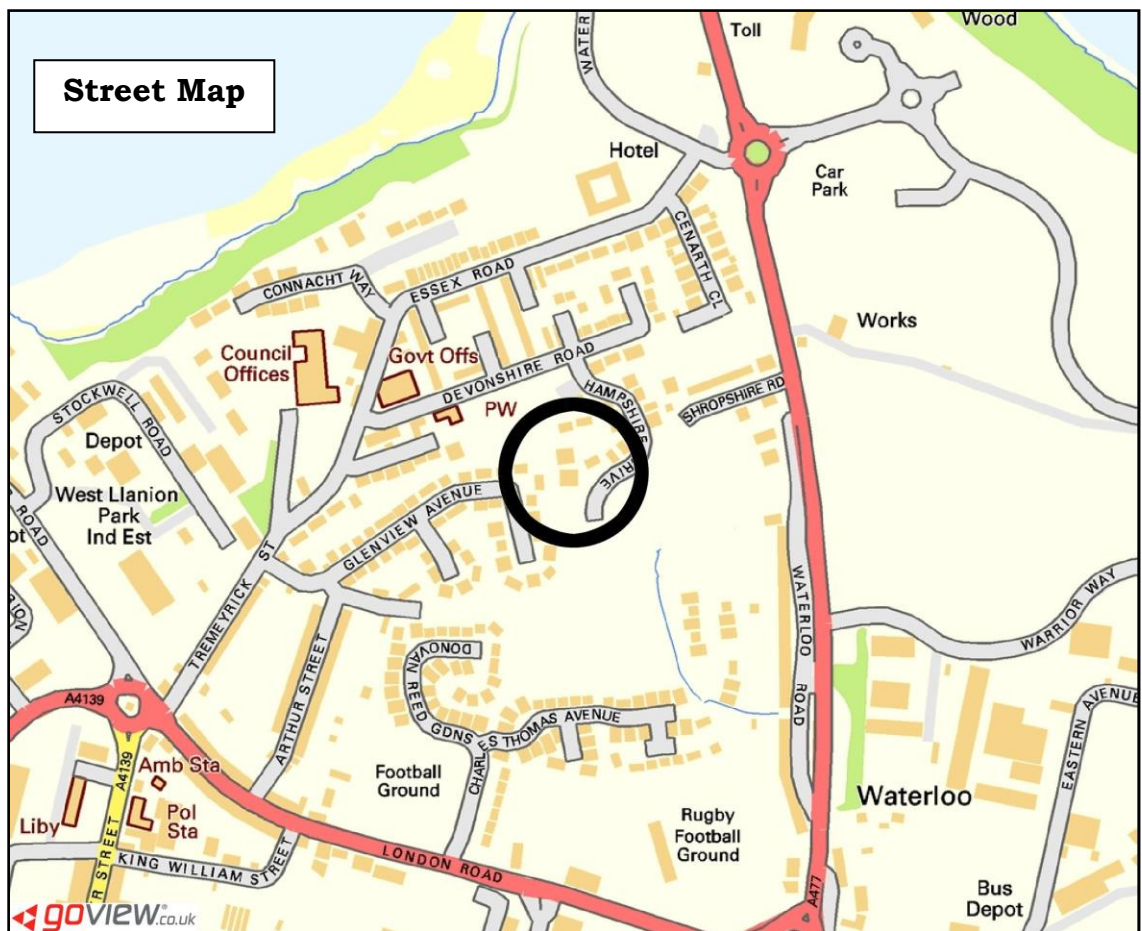 Street Map
WATER
Toll
Wood
Hotel
Car
Park
CENARTH CL
ESSEX ROAD
CONNACHT WAY
Works
Council
Offices
Govt Offs
DEVONSHIRE ROAD
PW
HAMPSHIRE
DRIVE
SHROPSHIRE RD
STOCKWELL ROAD
Depot
West Llanion
Park
Ind Est
ROAD
GLENVIEW AVENUE
TREMEYRICK ST
ARTHUR STREET
WATERLOO ROAD
WARRIOR WAY
DONOVAN REED GDNS
CHARLES THOMAS AVENUE
EASTERN AVENUE
A4139
A4139
Amb Sta
Pol
Sta
Liby
Football
Ground
Rugby
Football
Ground
Waterloo
KING WILLIAM STREET
LONDON ROAD
STREET
A477
Bus
Depot
goview.co.uk